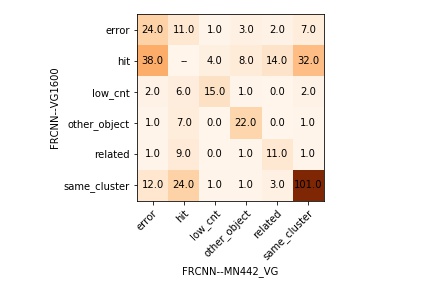 error 24.0 11.0 1.0 3.0 2.0 7.0
hit 38.0 -- 4.0 8.0 14.0 32.0
low_cnt 2.0 6.0 15.0 1.0 0.0 2.0
other_object 1.0 7.0 0.0 22.0 0.0 1.0
related 1.0 9.0 0.0 1.0 11.0 1.0
same_cluster 12.0 24.0 1.0 1.0 3.0 101.0
error hit low_cnt other_object related same_cluster
FRCNN--MN442_VG
FRCNN--VG1600